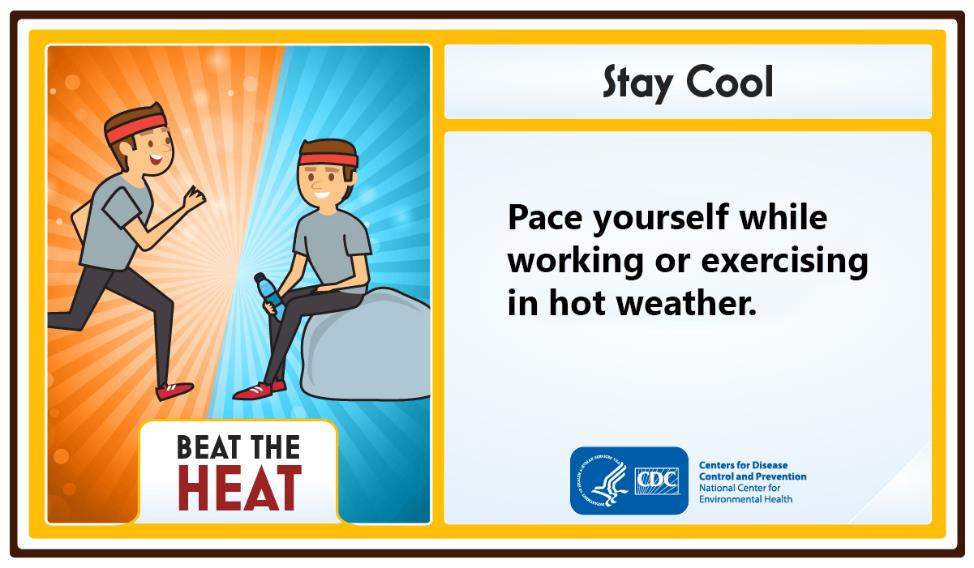 Stay Cool
Pace yourself while
working or exercising
in hot weather.
BEAT THE
HEAT
CDC
Centers for Disease
Control and Prevention
National Center for
Environmental Health